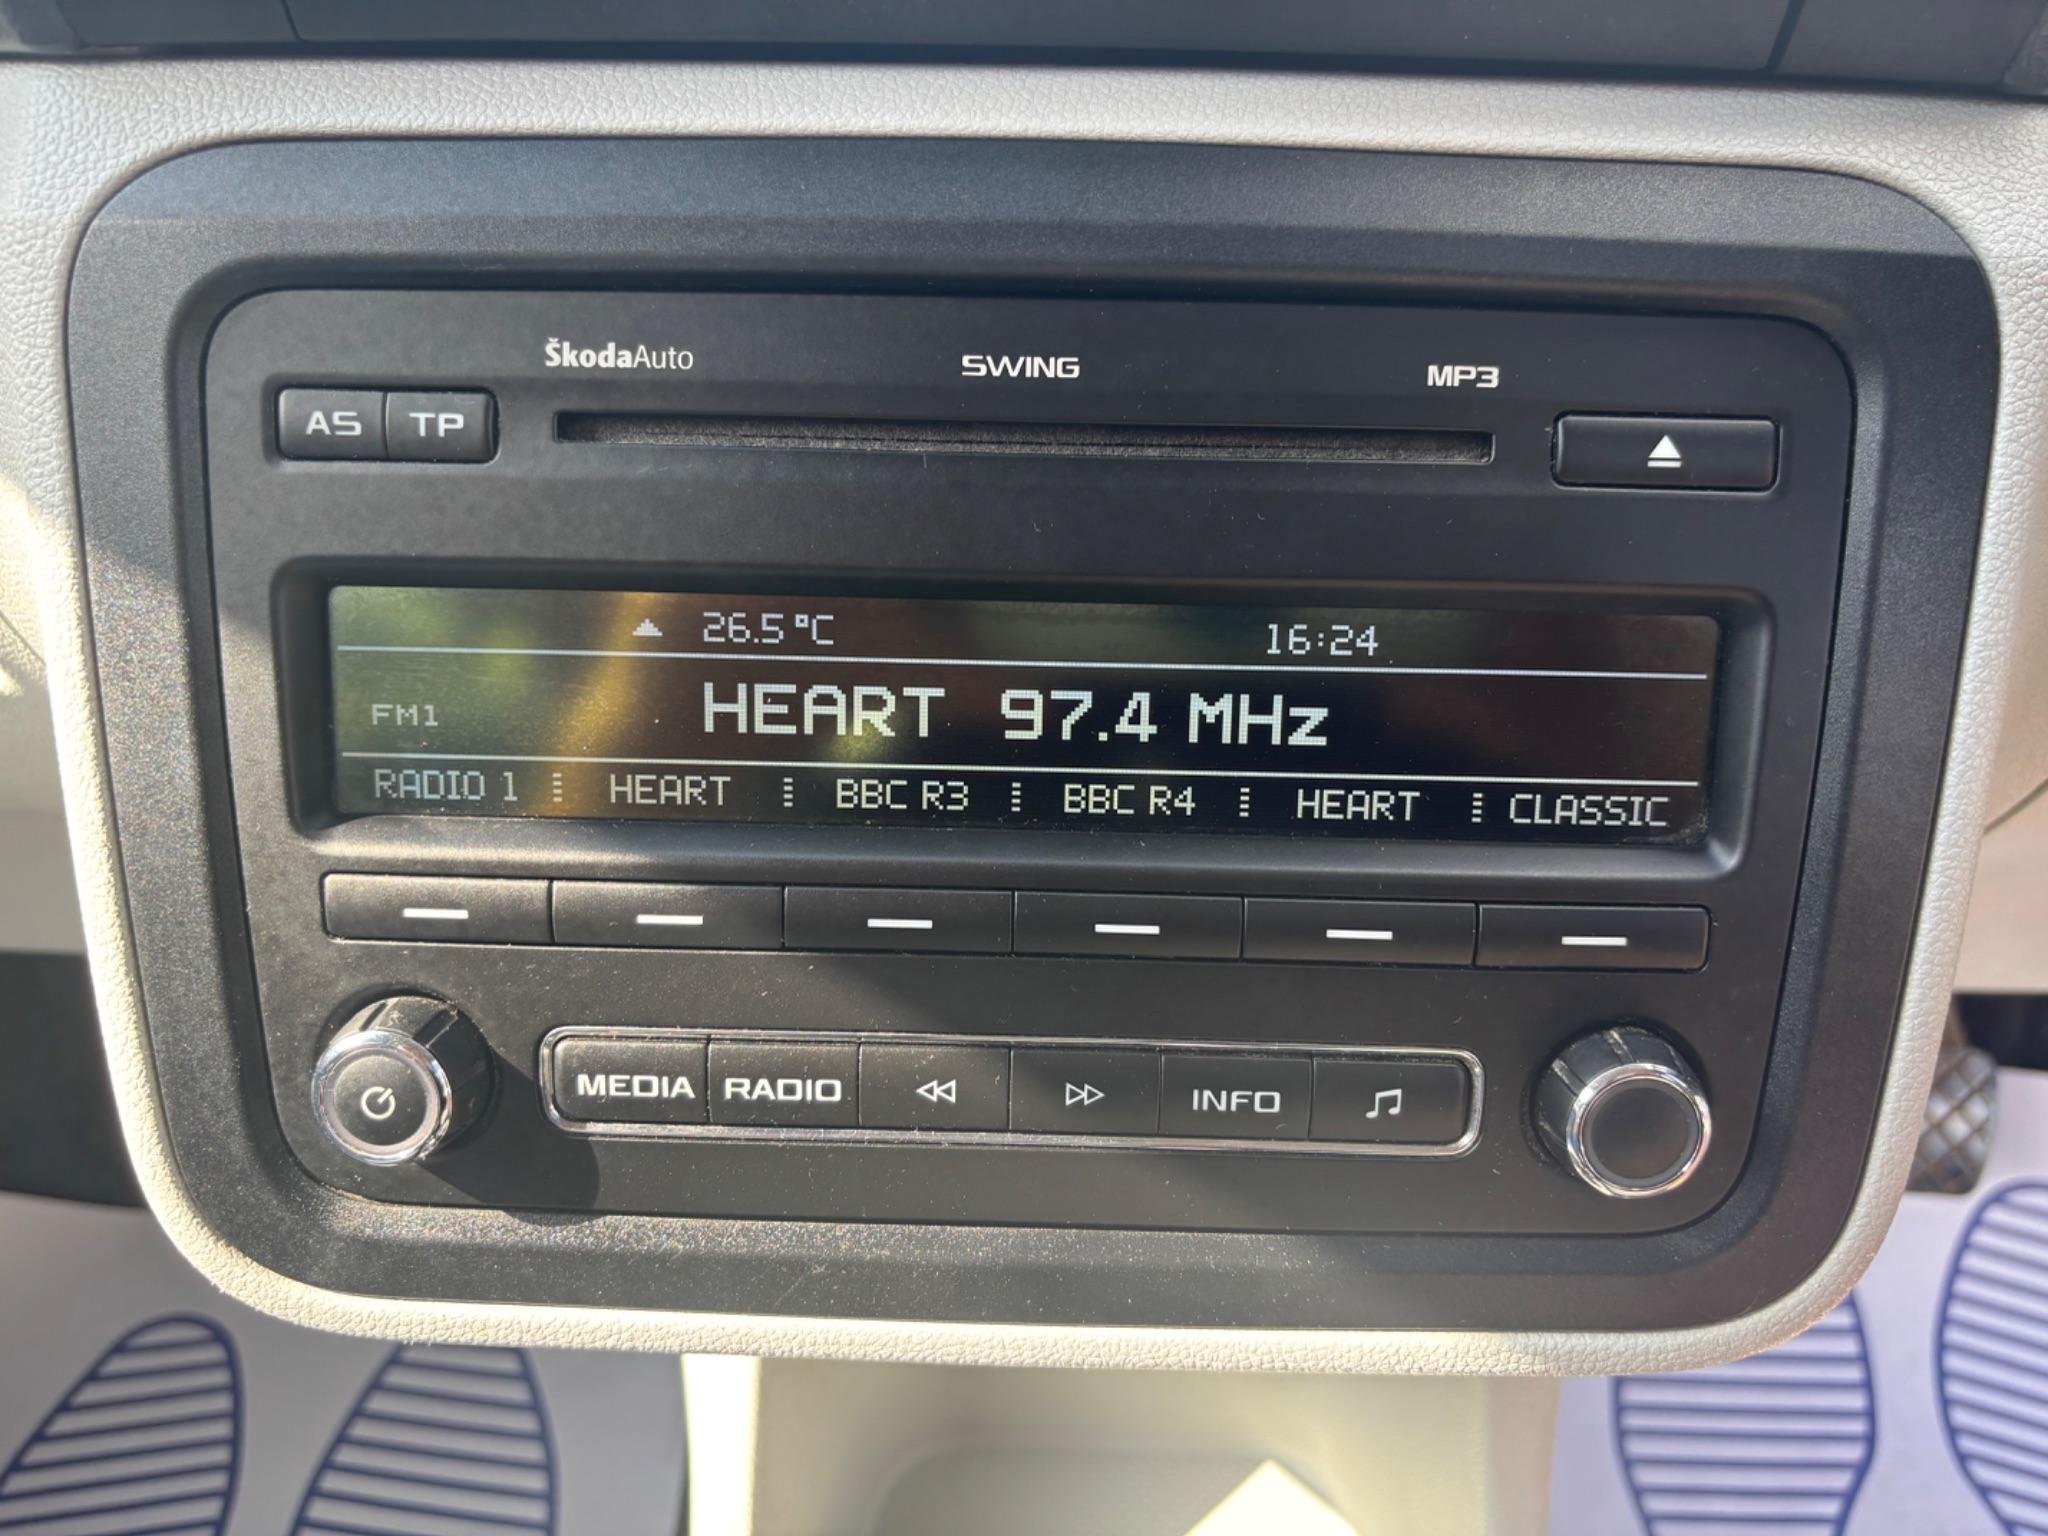 ŠkodaAuto SWING MP3
AS TP
26.5°C 16:24
FM1 HEART 97.4 MHz
RADIO 1 HEART BBC R3 BBC R4 HEART CLASSIC
MEDIA RADIO INFO